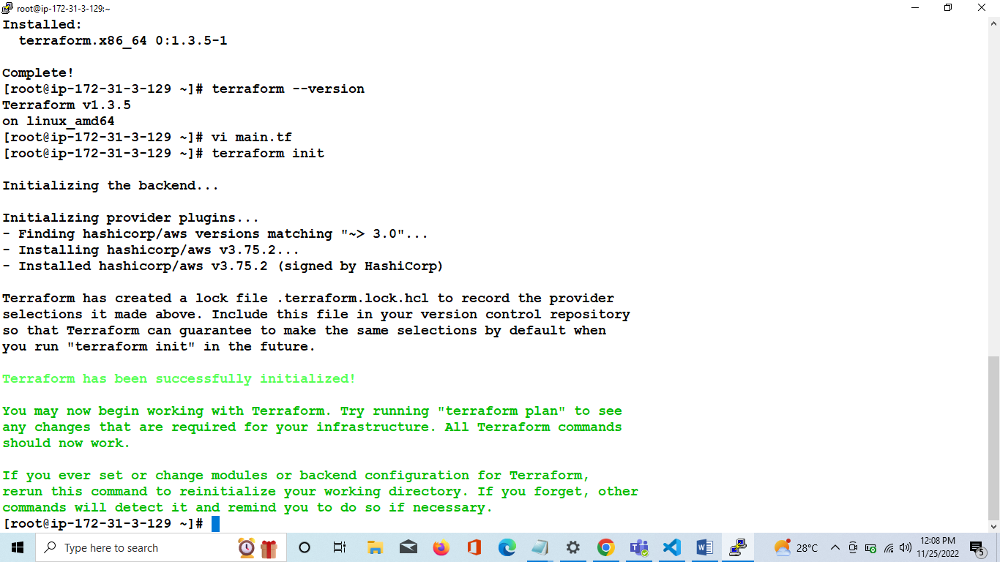 root@ip-172-31-3-129:~
Installed:
  terraform.x86_64 0:1.3.5-1
Complete!
[root@ip-172-31-3-129 ~]# terraform --version
Terraform v1.3.5
on linux_amd64
[root@ip-172-31-3-129 ~]# vi main.tf
[root@ip-172-31-3-129 ~]# terraform init
Initializing the backend...
Initializing provider plugins...
- Finding hashicorp/aws versions matching "~> 3.0"...
- Installing hashicorp/aws v3.75.2...
- Installed hashicorp/aws v3.75.2 (signed by HashiCorp)
Terraform has created a lock file .terraform.lock.hcl to record the provider
selections it made above. Include this file in your version control repository
so that Terraform can guarantee to make the same selections by default when
you run "terraform init" in the future.
Terraform has been successfully initialized!
You may now begin working with Terraform. Try running "terraform plan" to see
any changes that are required for your infrastructure. All Terraform commands
should now work.
If you ever set or change modules or backend configuration for Terraform,
rerun this command to reinitialize your working directory. If you forget, other
commands will detect it and remind you to do so if necessary.
[root@ip-172-31-3-129 ~]#
Type here to search
28°C
12:08 PM
11/25/2022
5